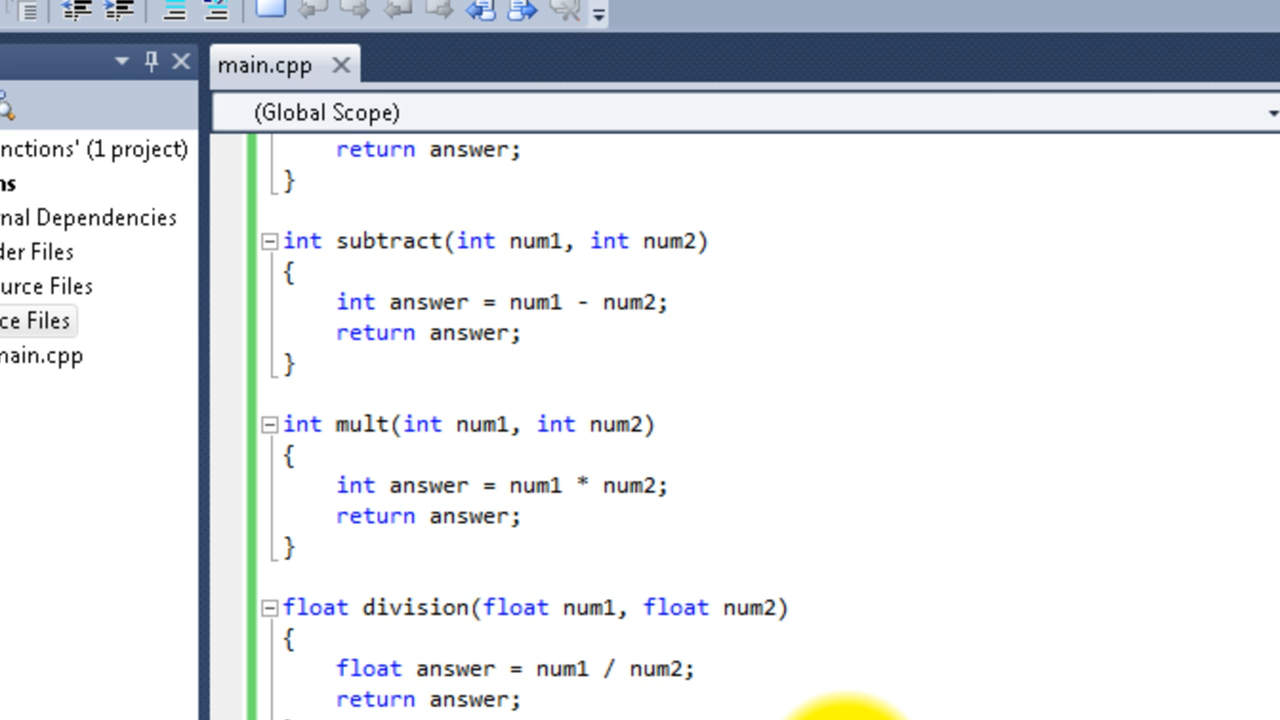 main.cpp
(Global Scope)
nctions' (1 project)
ns
nal Dependencies
der Files
urce Files
ce Files
main.cpp
return answer;
}
int subtract(int num1, int num2)
{
int answer = num1 - num2;
return answer;
}
int mult(int num1, int num2)
{
int answer = num1 * num2;
return answer;
}
float division(float num1, float num2)
{
float answer = num1 / num2;
return answer;